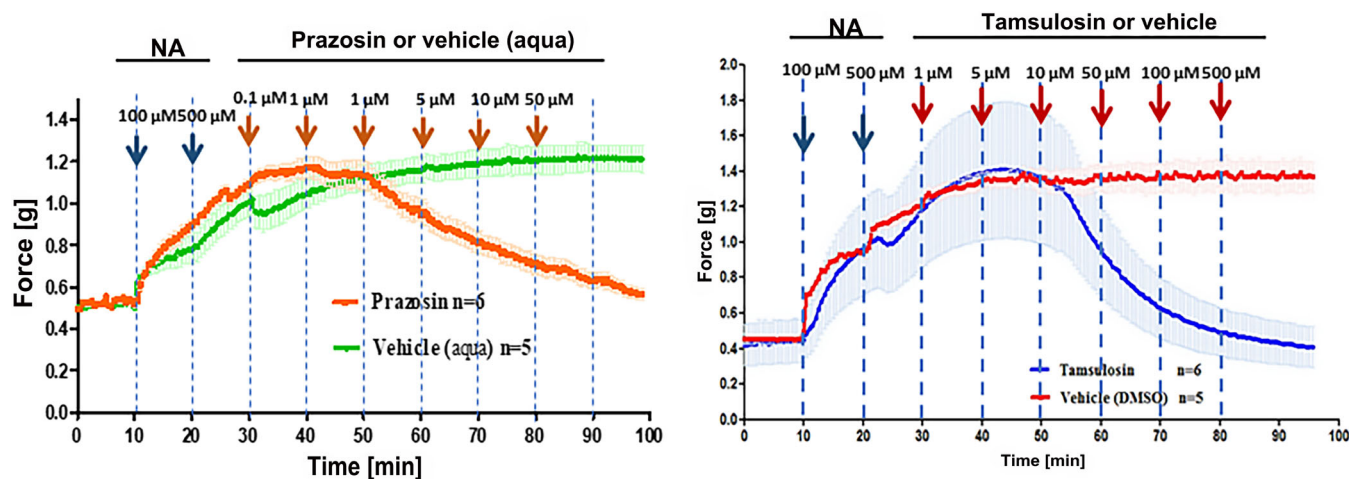 NA
Prazosin or vehicle (aqua)
100 µM
500 µM
0.1 µM
1 µM
1 µM
5 µM
10 µM
50 µM
1.4
1.2
1.0
0.8
0.6
0.4
0.2
0.0
Force [g]
Prazosin n=6
Vehicle (aqua) n=5
0 10 20 30 40 50 60 70 80 90 100
Time [min]
NA
Tamsulosin or vehicle
100 µM
500 µM
1 µM
5 µM
10 µM
50 µM
100 µM
500 µM
2.0
1.8
1.6
1.4
1.2
1.0
0.8
0.6
0.4
0.2
0.0
Force [g]
Tamsulosin n=6
Vehicle (DMSO) n=5
0 10 20 30 40 50 60 70 80 90 100
Time [min]